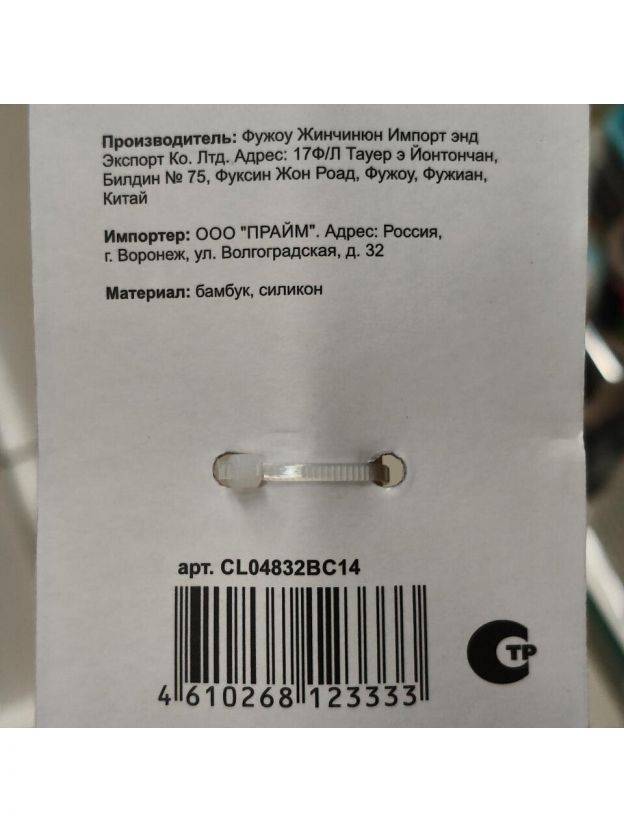 Производитель: Фужоу Жинчинюн Импорт энд
Экспорт Ко. Лтд. Адрес: 17Ф/Л Тауер э Йонтончан,
Билдин № 75, Фуксин Жон Роад, Фужоу, Фужиан,
Китай
Импортер: ООО "ПРАЙМ". Адрес: Россия,
г. Воронеж, ул. Волгоградская, д. 32
Материал: бамбук, силикон
арт. CL04832BC14
4 610268 123333
СТР